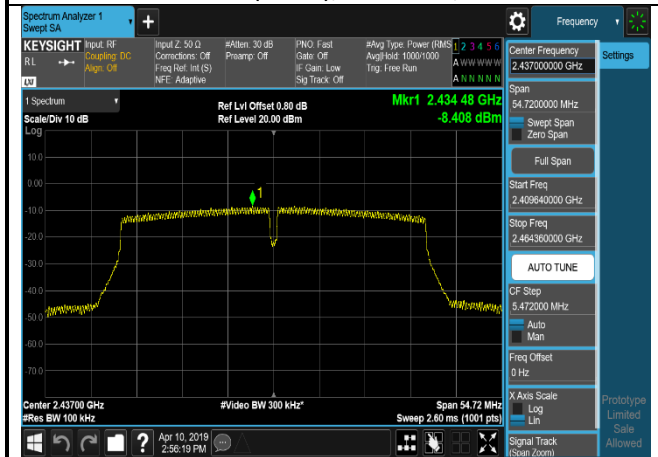 Spectrum Analyzer 1
Swept SA
+
Frequency
KEYSIGHT
RL
LXI
Input: RF
Coupling: DC
Align: Off
Input Z: 50 Ω
Corrections: Off
Freq Ref: Int (S)
NFE: Adaptive
#Atten: 30 dB
Preamp: Off
PNO: Fast
Gate: Off
IF Gain: Low
Sig Track: Off
#Avg Type: Power (RMS
Avg|Hold: 1000/1000
Trig: Free Run
1 2 3 4 5 6
A W W W W W
A N N N N N
1 Spectrum
Scale/Div 10 dB
Log
Ref Lvl Offset 0.80 dB
Ref Level 20.00 dBm
Mkr1 2.434 48 GHz
-8.408 dBm
10.0
0.00
-10.0
-20.0
-30.0
-40.0
-50.0
-60.0
-70.0
1
Center 2.43700 GHz
#Res BW 100 kHz
#Video BW 300 kHz*
Span 54.72 MHz
Sweep 2.60 ms (1001 pts)
Center Frequency
2.437000000 GHz
Settings
Span
54.7200000 MHz
Swept Span
Zero Span
Full Span
Start Freq
2.409640000 GHz
Stop Freq
2.464360000 GHz
AUTO TUNE
CF Step
5.472000 MHz
Auto
Man
Freq Offset
0 Hz
X Axis Scale
Log
Lin
Signal Track
(Span Zoom)
Prototype
Limited
Sale
Allowed
?
Apr 10, 2019
2:56:19 PM